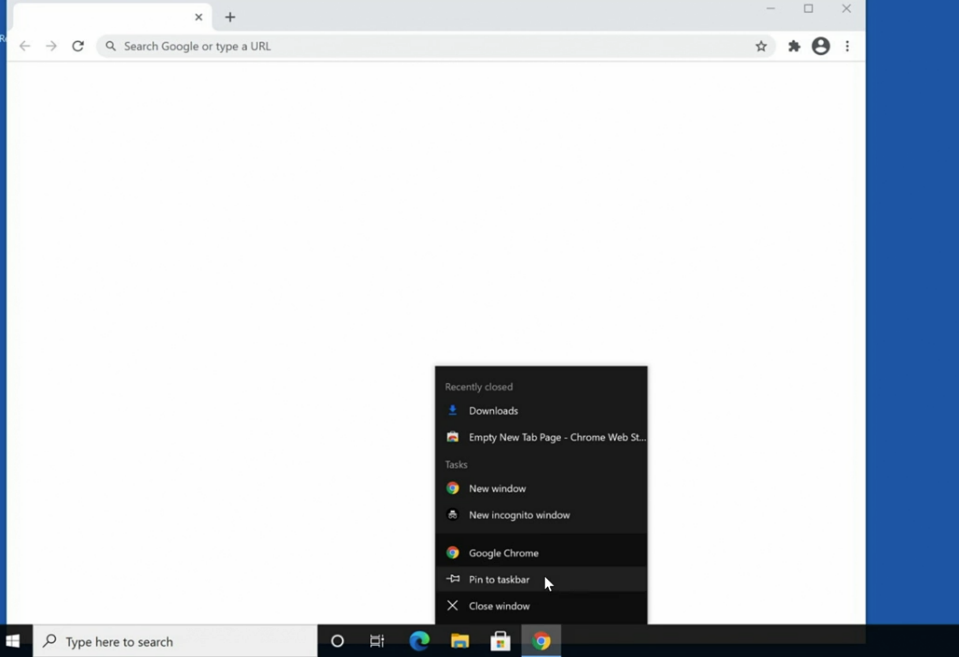 Search Google or type a URL
Recently closed
Downloads
Empty New Tab Page - Chrome Web St...
Tasks
New window
New incognito window
Google Chrome
Pin to taskbar
Close window
Type here to search